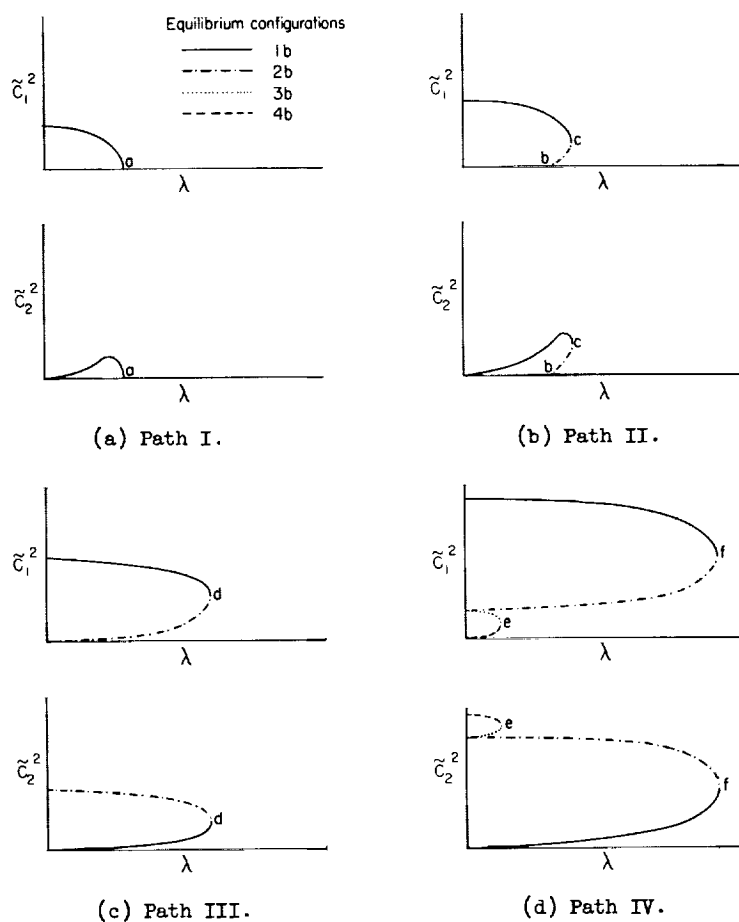 Equilibrium configurations
1b
2b
3b
4b
C̃₁²
a
λ
C̃₂²
a
λ
(a) Path I.
C̃₁²
b
c
λ
C̃₂²
b
c
λ
(b) Path II.
C̃₁²
d
λ
C̃₂²
d
λ
(c) Path III.
C̃₁²
e
f
λ
C̃₂²
e
f
λ
(d) Path IV.